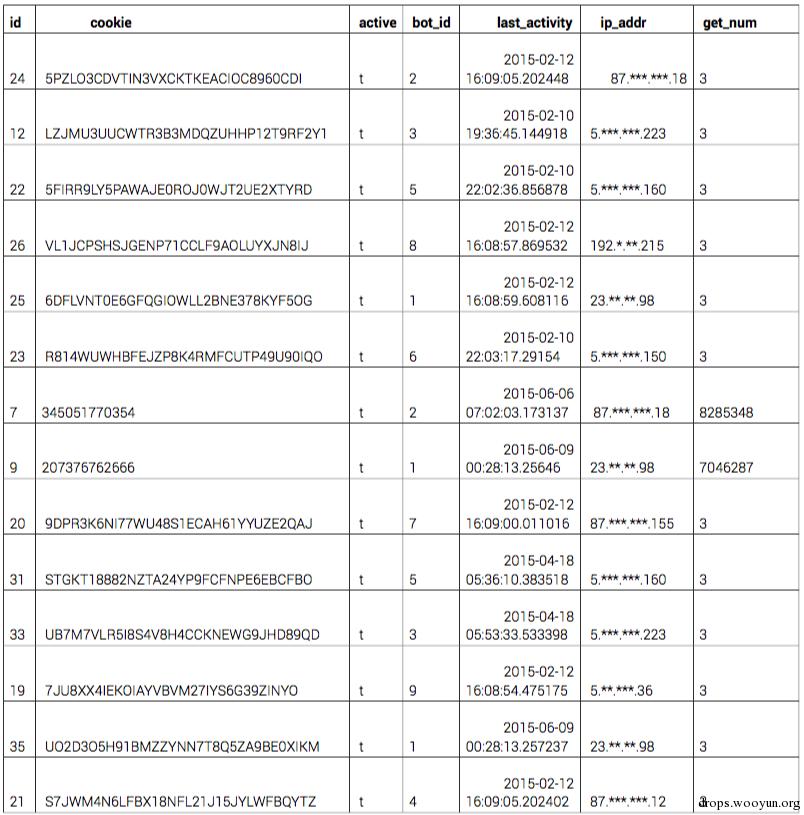 id cookie active bot_id last_activity ip_addr get_num
2015-02-12
24 5PZLO3CDVTIN3VXCKTKEACIOC8960CDI t 2 16:09:05.202448 87.***.***.18 3
2015-02-10
12 LZJMU3UUCWTR3B3MDQZUHHP12T9RF2Y1 t 3 19:36:45.144918 5.***.***.223 3
2015-02-10
22 5FIRR9LY5PAWAJE0ROJ0WJT2UE2XTYRD t 5 22:02:36.856878 5.***.***.160 3
2015-02-12
26 VL1JCPSHSJGENP71CCLF9AOLUYXJN8IJ t 8 16:08:57.869532 192.*.**.215 3
2015-02-12
25 6DFLVNT0E6GFQGIOWLL2BNE378KYF5OG t 1 16:08:59.608116 23.**.**.98 3
2015-02-10
23 R814WUWHBFEJZP8K4RMFCUTP49U90IQO t 6 22:03:17.29154 5.***.***.150 3
2015-06-06
7 345051770354 t 2 07:02:03.173137 87.***.***.18 8285348
2015-06-09
9 207376762666 t 1 00:28:13.25646 23.**.**.98 7046287
2015-02-12
20 9DPR3K6NI77WU48S1ECAH61YYUZE2QAJ t 7 16:09:00.011016 87.***.***.155 3
2015-04-18
31 STGKT18882NZTA24YP9FCFNPE6EBCFBO t 5 05:36:10.383518 5.***.***.160 3
2015-04-18
33 UB7M7VLR5I8S4V8H4CCKNEWG9JHD89QD t 3 05:53:33.533398 5.***.***.223 3
2015-02-12
19 7JU8XX4IEKOIAYVBVM27IYS6G39ZINYO t 9 16:08:54.475175 5.**.***.36 3
2015-06-09
35 UO2D3O5H91BMZZYNN7T8Q5ZA9BE0XIKM t 1 00:28:13.257237 23.**.**.98 3
2015-02-12
21 S7JWM4N6LFBX18NFL21J15JYLWFBQYTZ t 4 16:09:05.202402 87.***.***.12 3
drops.wooyun.org